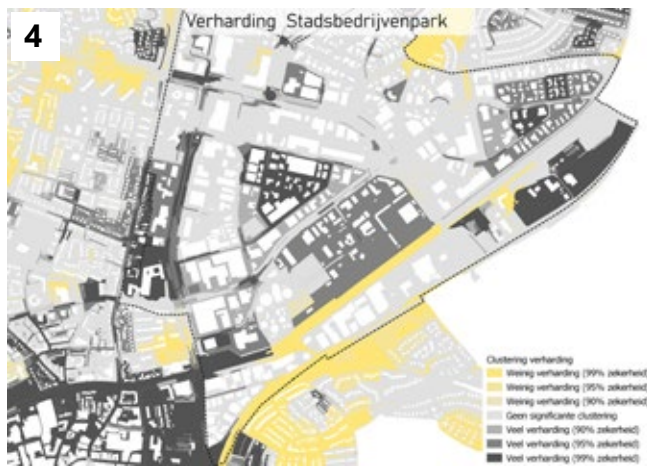 Verharding Stadsbedrijvenpark
4
Clustering verharding
Weinig verharding (99% zekerheid)
Weinig verharding (95% zekerheid)
Weinig verharding (90% zekerheid)
Geen significante clustering
Veel verharding (90% zekerheid)
Veel verharding (95% zekerheid)
Veel verharding (99% zekerheid)